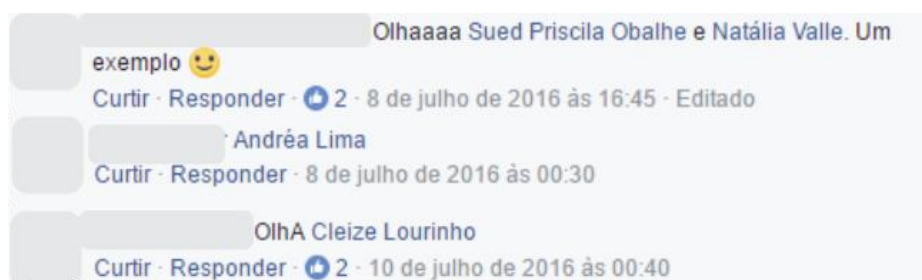 Olhaaaa Sued Priscila Obalhe e Natália Valle. Um
exemplo 🙂
Curtir · Responder · 2 · 8 de julho de 2016 às 16:45 · Editado
Andréa Lima
Curtir · Responder · 8 de julho de 2016 às 00:30
OlhA Cleize Lourinho
Curtir · Responder · 2 · 10 de julho de 2016 às 00:40